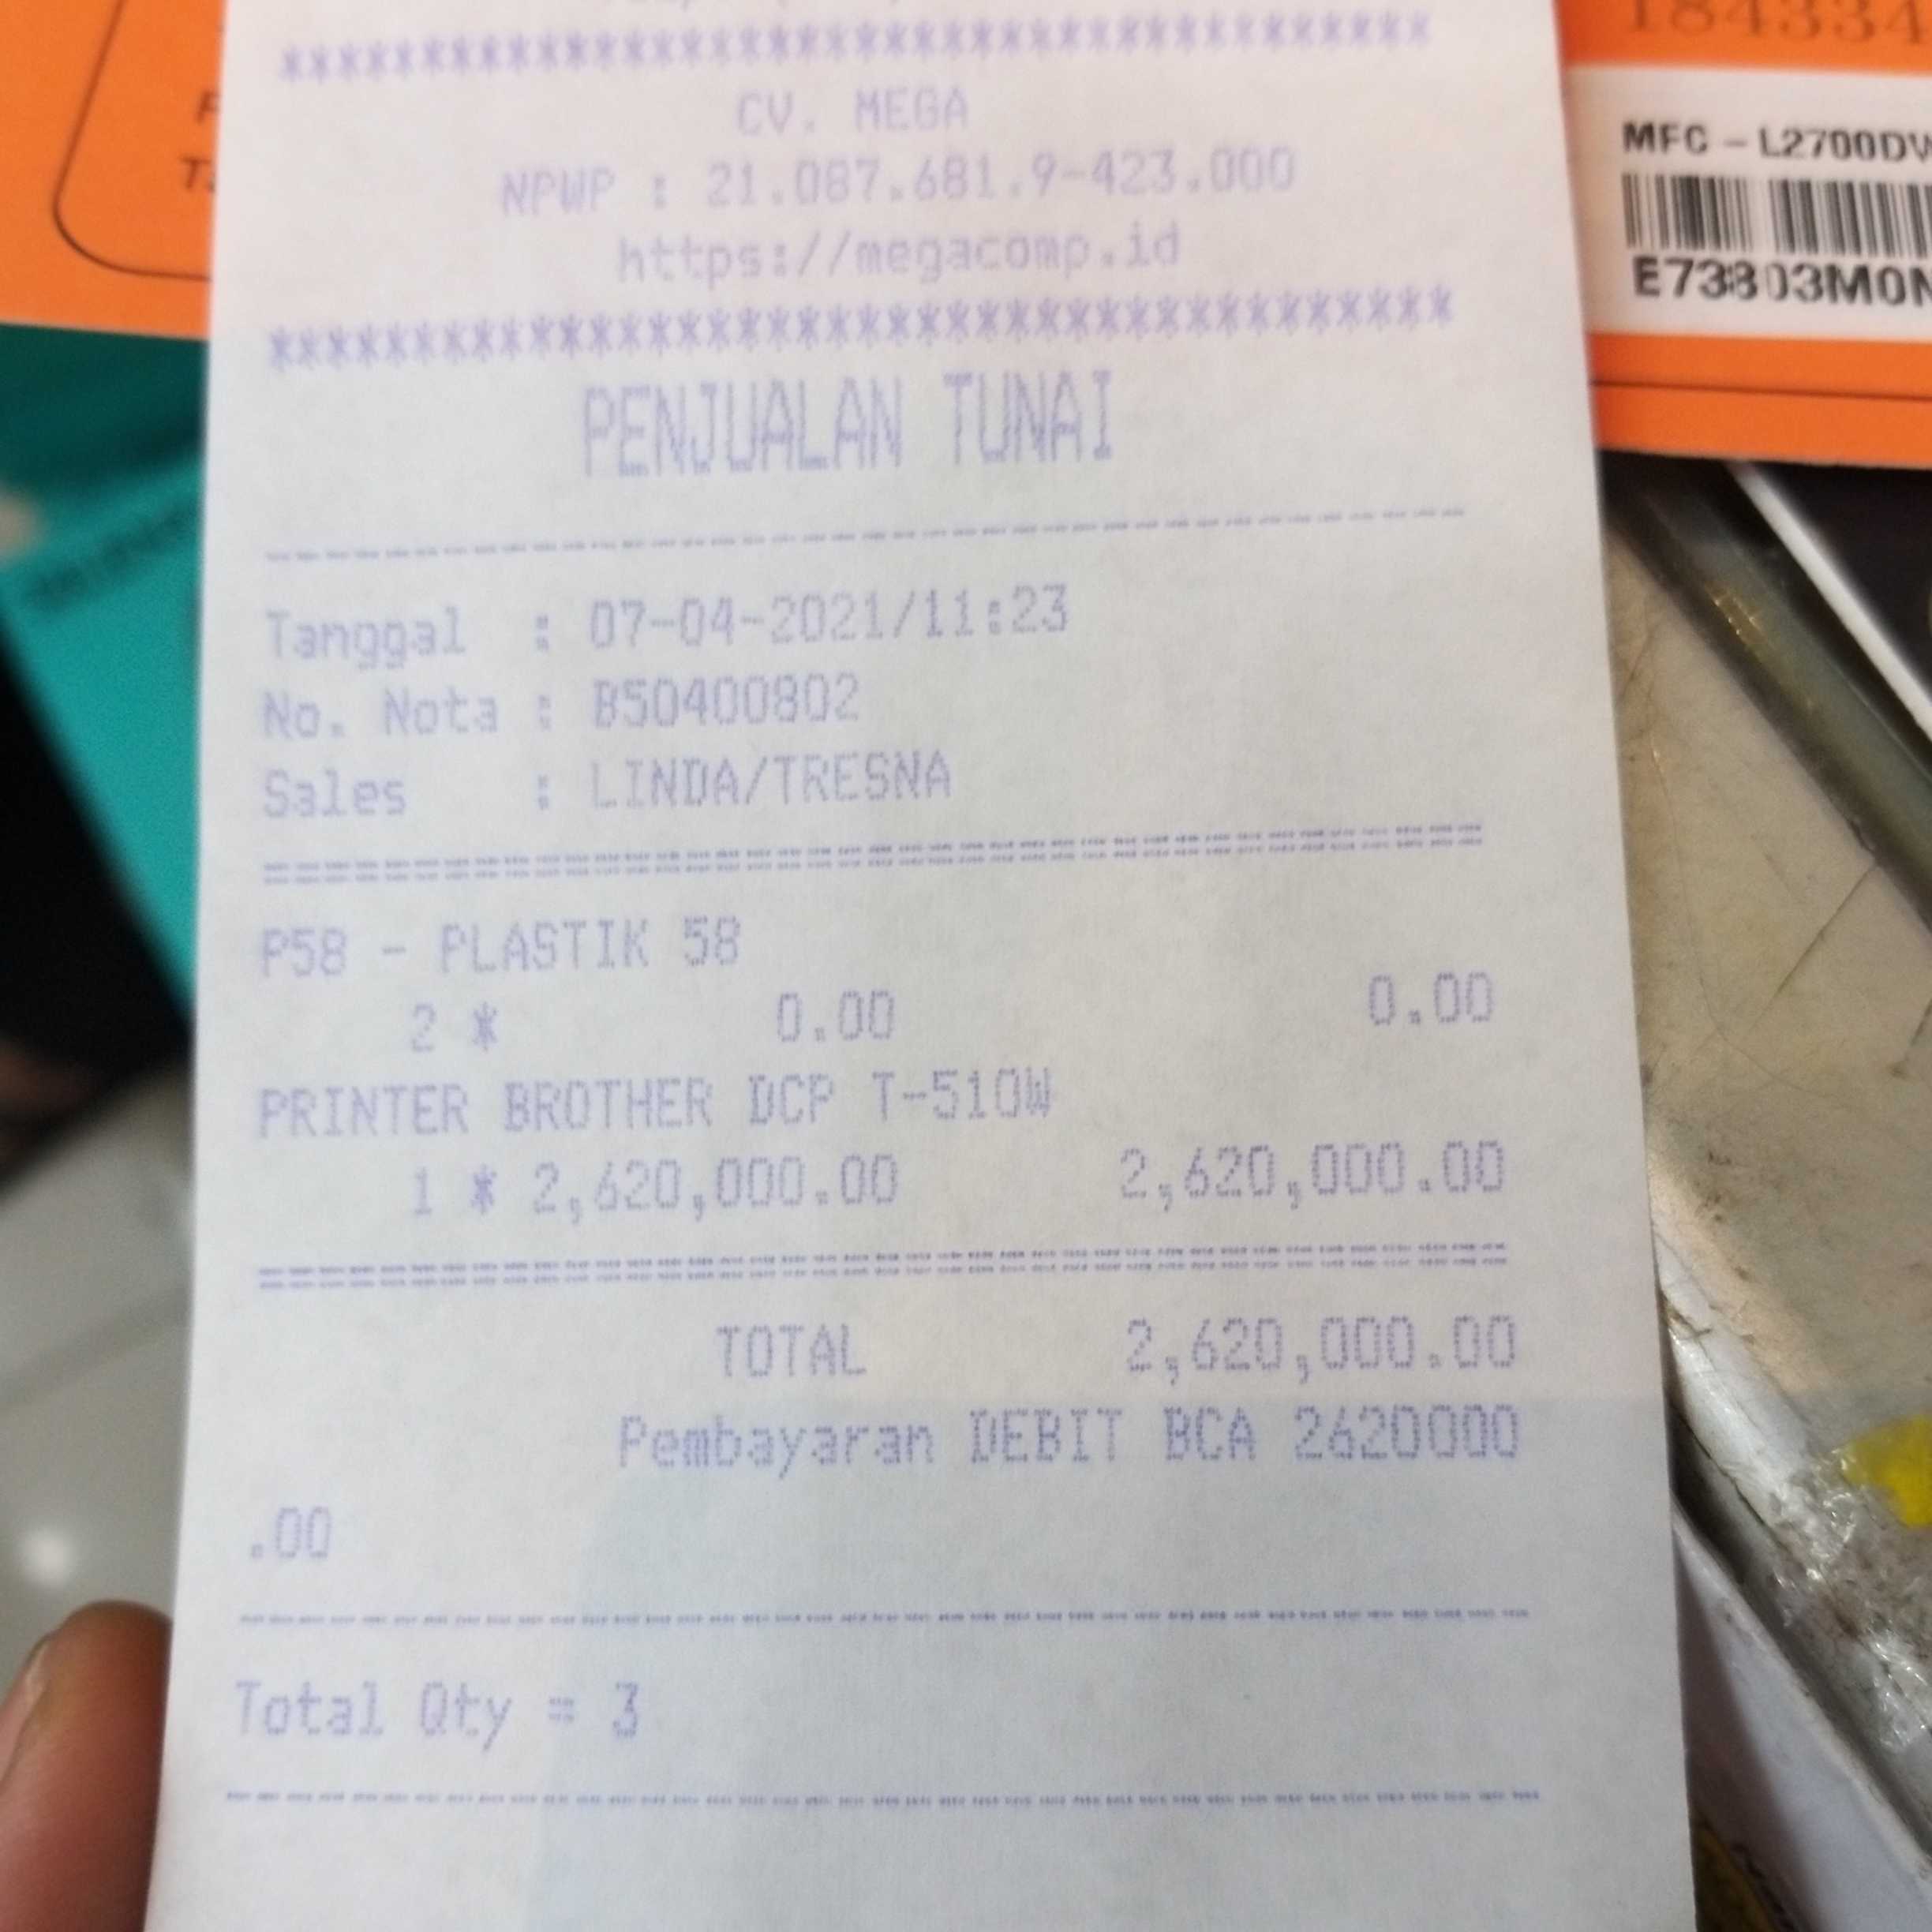 ****************************************
CV. MEGA
NPWP : 21.087.681.9-423.000
https://megacomp.id
****************************************
PENJUALAN TUNAI
----------------------------------------
Tanggal : 07-04-2021/11:23
No. Nota : B50400802
Sales : LINDA/TRESNA
========================================
P58 - PLASTIK 58
2 * 0.00 0.00
PRINTER BROTHER DCP T-510W
1 * 2,620,000.00 2,620,000.00
========================================
TOTAL 2,620,000.00
Pembayaran DEBIT BCA 2620000
.00
----------------------------------------
Total Qty = 3
----------------------------------------
184334
MFC - L2700DW
E73803M0N